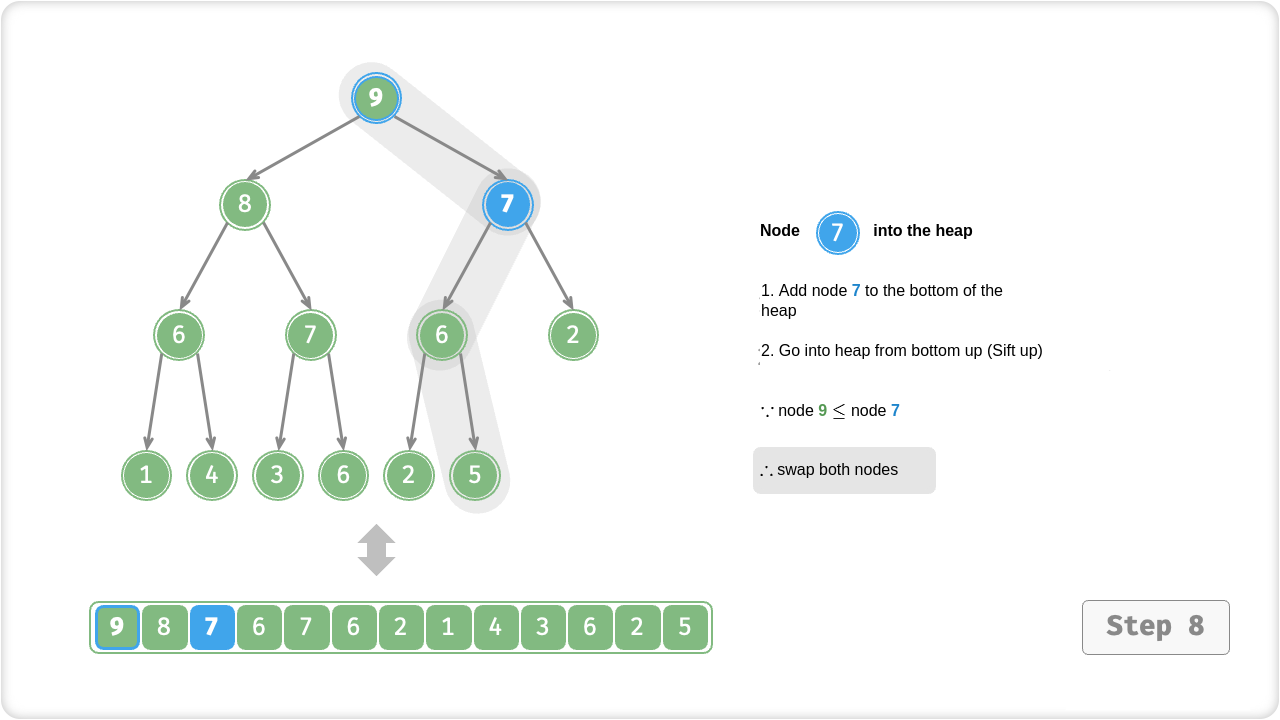 9
8 7
6 7 6 2
1 4 3 6 2 5
9 8 7 6 7 6 2 1 4 3 6 2 5
Node 7 into the heap
1. Add node 7 to the bottom of the
heap
2. Go into heap from bottom up (Sift up)
∵ node 9 ≤ node 7
∴ swap both nodes
Step 8